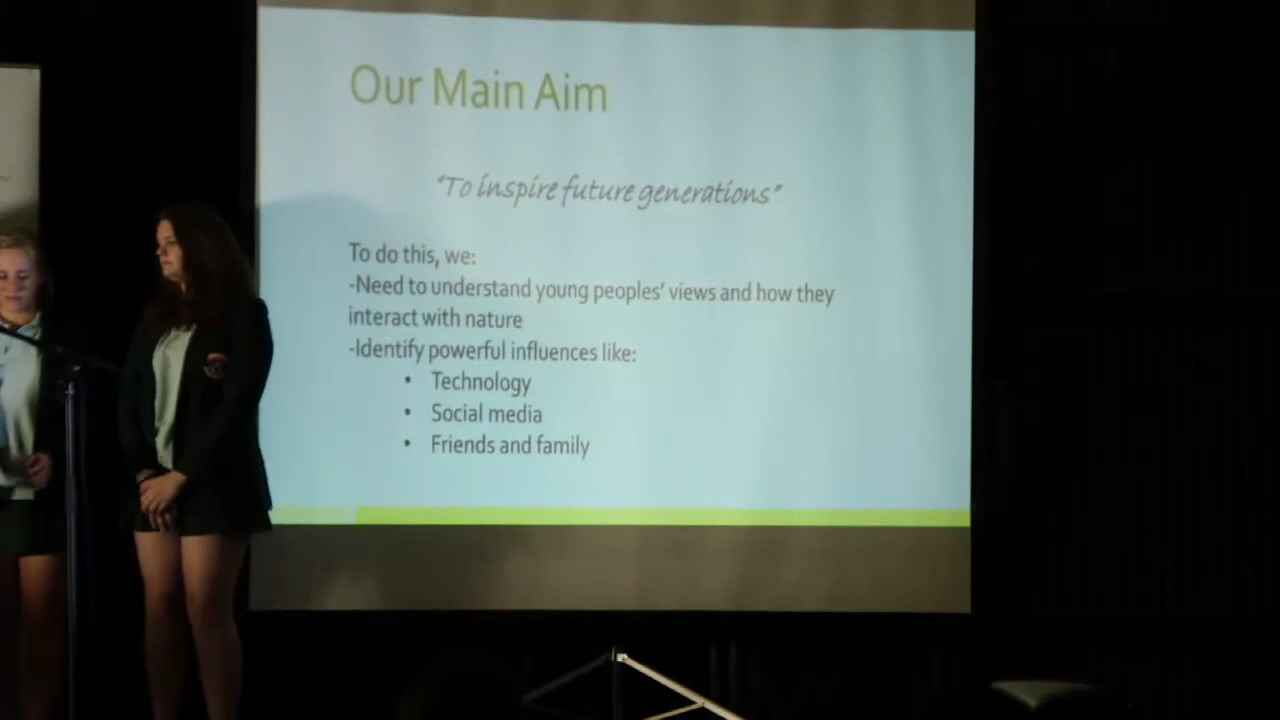 Our Main Aim
"To inspire future generations"
To do this, we:
-Need to understand young peoples' views and how they
interact with nature
-Identify powerful influences like:
• Technology
• Social media
• Friends and family